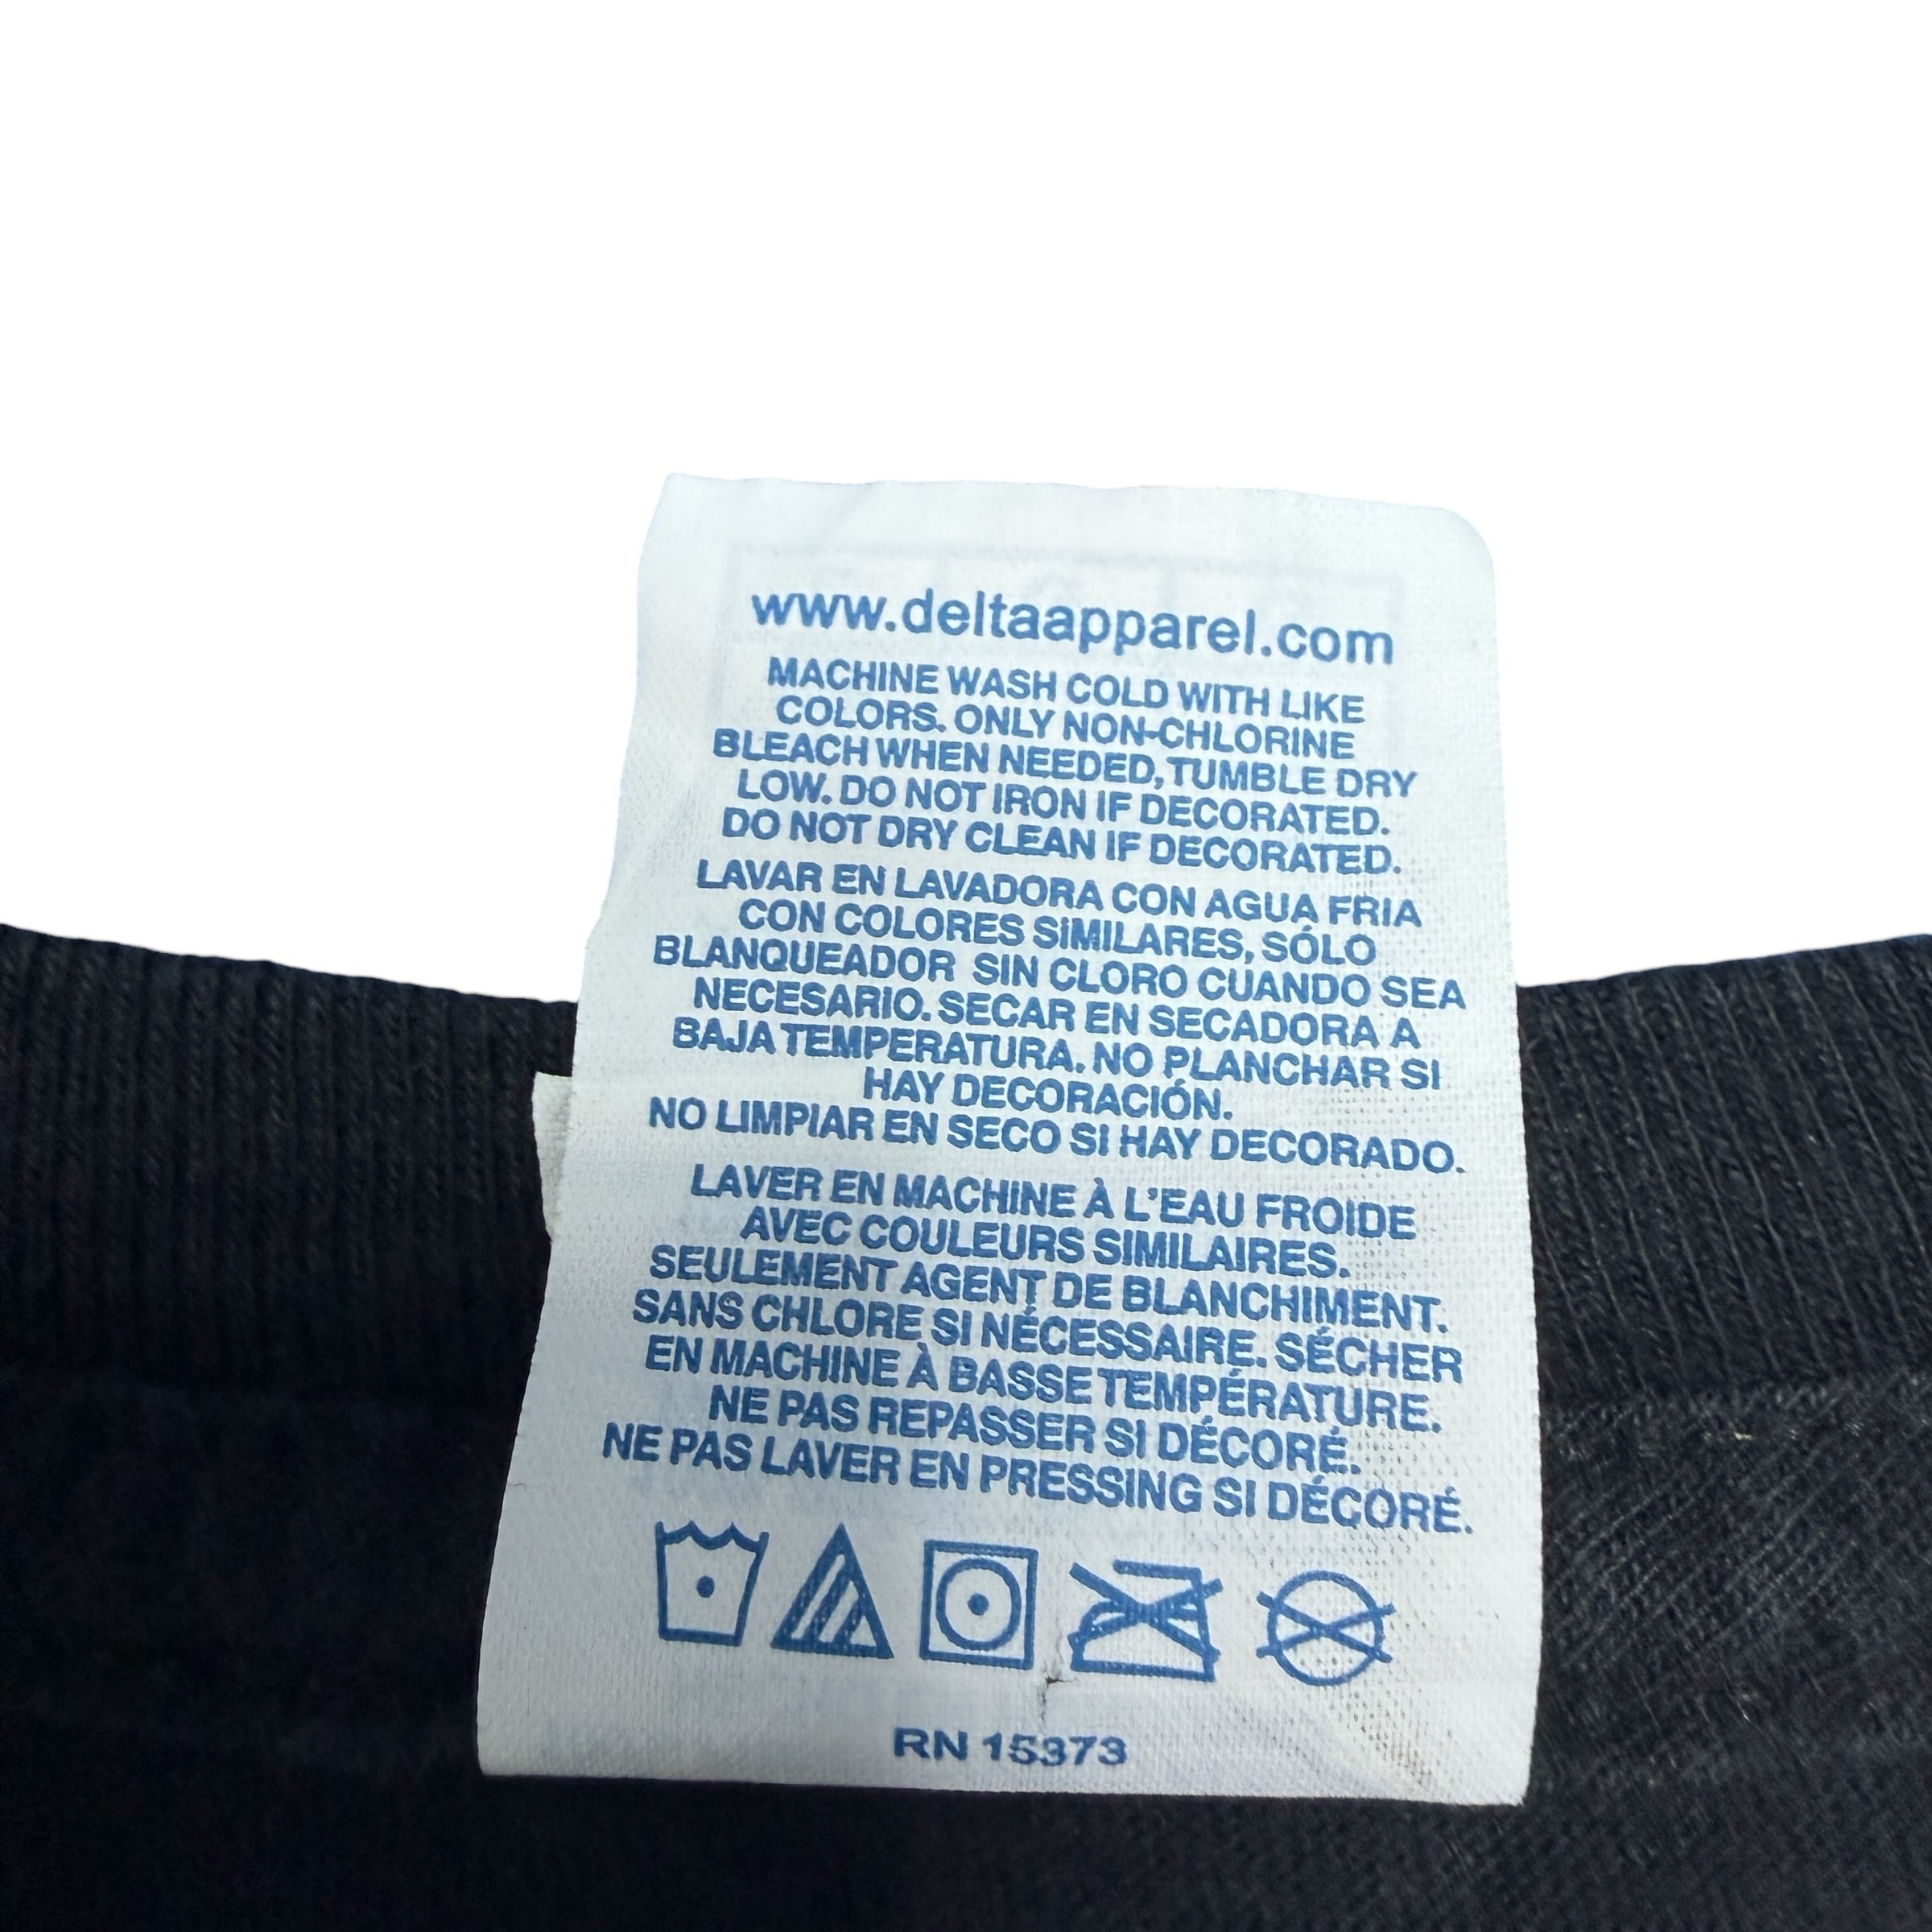 www.deltaapparel.com
MACHINE WASH COLD WITH LIKE
COLORS. ONLY NON-CHLORINE
BLEACH WHEN NEEDED, TUMBLE DRY
LOW. DO NOT IRON IF DECORATED.
DO NOT DRY CLEAN IF DECORATED.
LAVAR EN LAVADORA CON AGUA FRIA
CON COLORES SIMILARES, SÓLO
BLANQUEADOR SIN CLORO CUANDO SEA
NECESARIO. SECAR EN SECADORA A
BAJA TEMPERATURA. NO PLANCHAR SI
HAY DECORACIÓN.
NO LIMPIAR EN SECO SI HAY DECORADO.
LAVER EN MACHINE À L'EAU FROIDE
AVEC COULEURS SIMILAIRES.
SEULEMENT AGENT DE BLANCHIMENT.
SANS CHLORE SI NÉCESSAIRE. SÉCHER
EN MACHINE À BASSE TEMPÉRATURE.
NE PAS REPASSER SI DÉCORÉ.
NE PAS LAVER EN PRESSING SI DÉCORÉ.
RN 15373